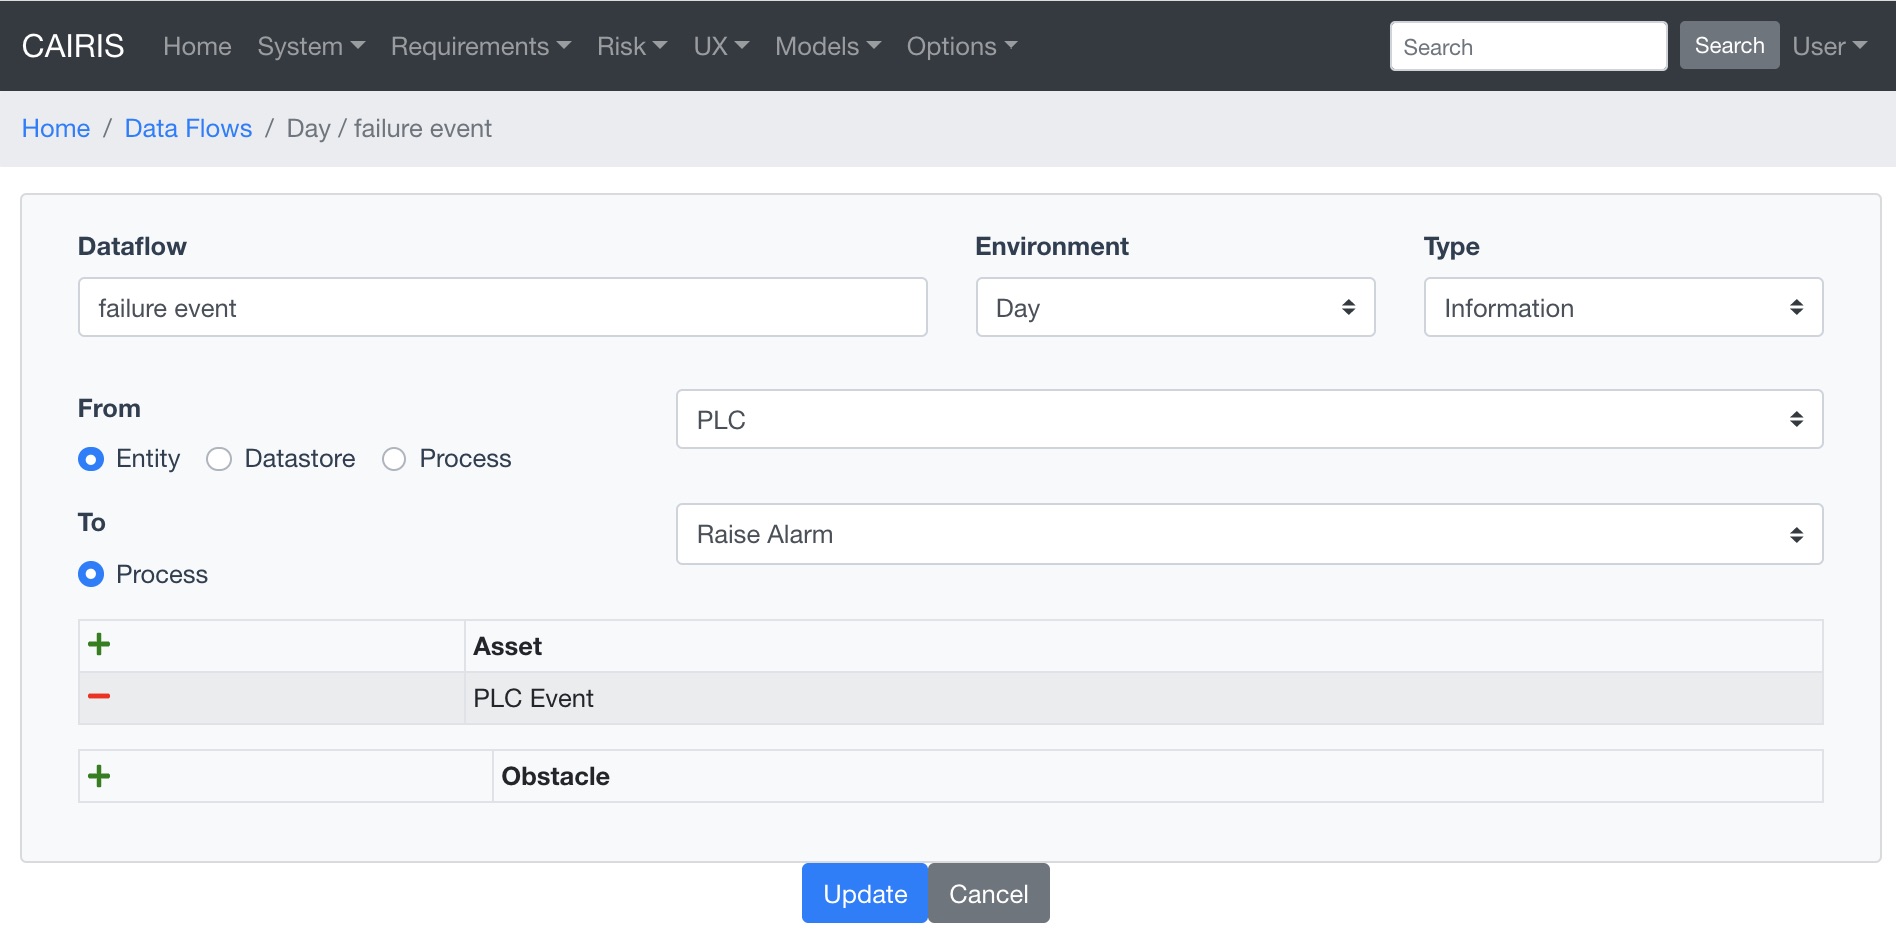 CAIRIS Home System Requirements Risk UX Models Options Search Search User
Home / Data Flows / Day / failure event
Dataflow Environment Type
failure event Day Information
From PLC
Entity Datastore Process
To Raise Alarm
Process
Asset
PLC Event
Obstacle
Update Cancel